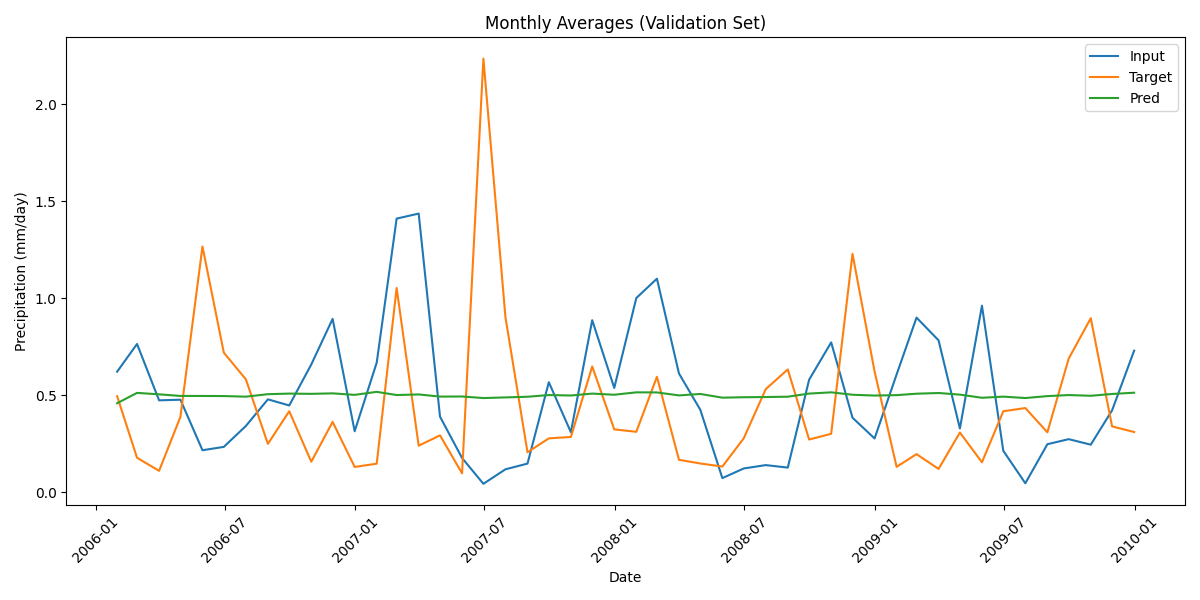 Monthly Averages (Validation Set)
Input
Target
Pred
Precipitation (mm/day)
2.0
1.5
1.0
0.5
0.0
2006-01
2006-07
2007-01
2007-07
2008-01
2008-07
2009-01
2009-07
2010-01
Date